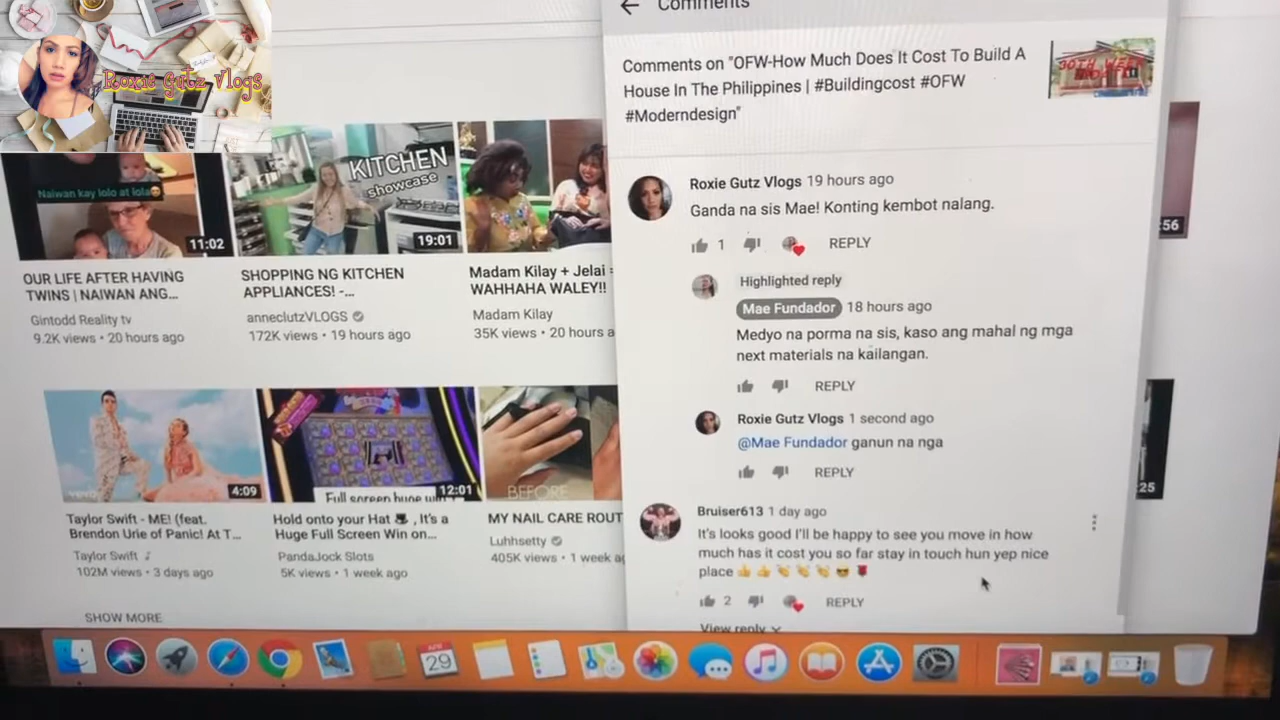 Roxie Gutz Vlogs
Naiwan kay lolo at lola
11:02
OUR LIFE AFTER HAVING
TWINS | NAIWAN ANG...
Gintodd Reality tv
9.2K views • 20 hours ago
KITCHEN
showcase
19:01
SHOPPING NG KITCHEN
APPLIANCES! -...
anneclutzVLOGS
172K views • 19 hours ago
Madam Kilay + Jelai
WAHHAHA WALEY!!
Madam Kilay
35K views • 20 hours a
vevo
4:09
Taylor Swift - ME! (feat.
Brendon Urie of Panic! At T...
Taylor Swift
102M views • 3 days ago
Full screen huge
12:01
Hold onto your Hat 🎩 , It's a
Huge Full Screen Win on...
PandaJock Slots
5K views • 1 week ago
BEFORE
MY NAIL CARE ROUT
Luhhsetty
405K views • 1 week ag
SHOW MORE
Comments
Comments on "OFW-How Much Does It Cost To Build A
House In The Philippines | #Buildingcost #OFW
#Moderndesign"
10TH WEEK
Roxie Gutz Vlogs 19 hours ago
Ganda na sis Mae! Konting kembot nalang.
1 REPLY
Highlighted reply
Mae Fundador 18 hours ago
Medyo na porma na sis, kaso ang mahal ng mga
next materials na kailangan.
REPLY
Roxie Gutz Vlogs 1 second ago
@Mae Fundador ganun na nga
REPLY
Bruiser613 1 day ago
It's looks good I'll be happy to see you move in how
much has it cost you so far stay in touch hun yep nice
place 👍👍👏👏👏😎🌹
2 REPLY
View reply
:56
:25
APR
29